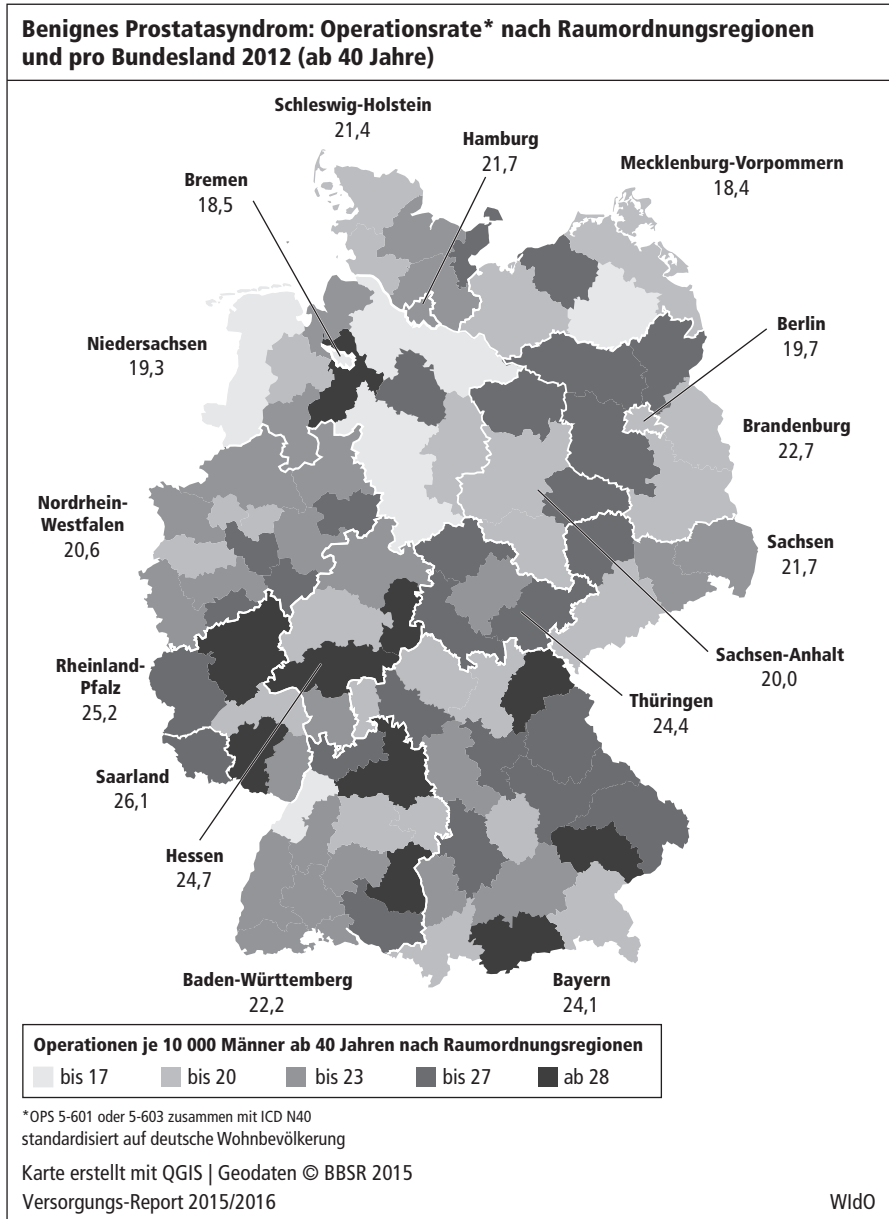 Benignes Prostatasyndrom: Operationsrate* nach Raumordnungsregionen
und pro Bundesland 2012 (ab 40 Jahre)
Schleswig-Holstein
21,4
Hamburg
21,7
Mecklenburg-Vorpommern
18,4
Bremen
18,5
Berlin
19,7
Niedersachsen
19,3
Brandenburg
22,7
Nordrhein-
Westfalen
20,6
Sachsen
21,7
Sachsen-Anhalt
20,0
Rheinland-
Pfalz
25,2
Thüringen
24,4
Saarland
26,1
Hessen
24,7
Baden-Württemberg
22,2
Bayern
24,1
Operationen je 10 000 Männer ab 40 Jahren nach Raumordnungsregionen
bis 17 bis 20 bis 23 bis 27 ab 28
*OPS 5-601 oder 5-603 zusammen mit ICD N40
standardisiert auf deutsche Wohnbevölkerung
Karte erstellt mit QGIS | Geodaten © BBSR 2015
Versorgungs-Report 2015/2016 WIdO